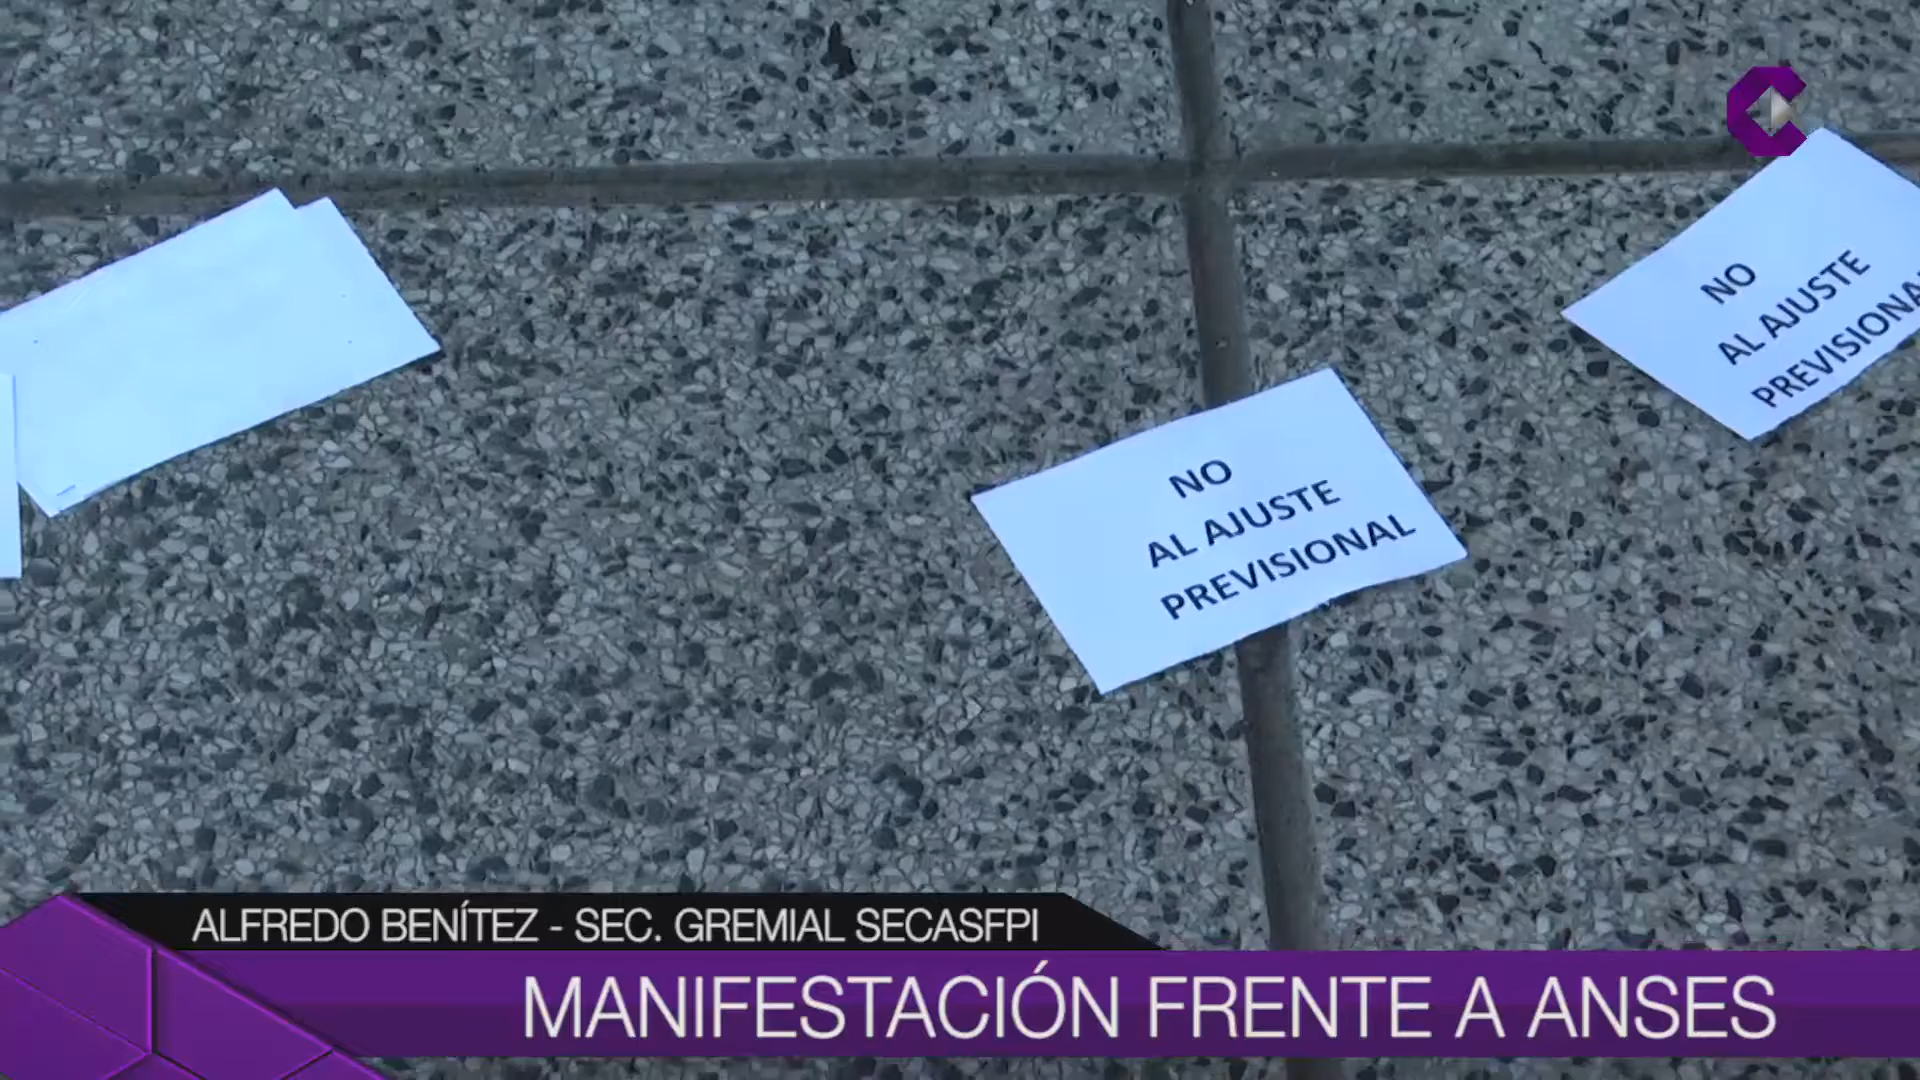 NO
AL AJUSTE
PREVISIONAL
NO
AL AJUSTE
PREVISIONAL
ALFREDO BENÍTEZ - SEC. GREMIAL SECASFPI
MANIFESTACIÓN FRENTE A ANSES